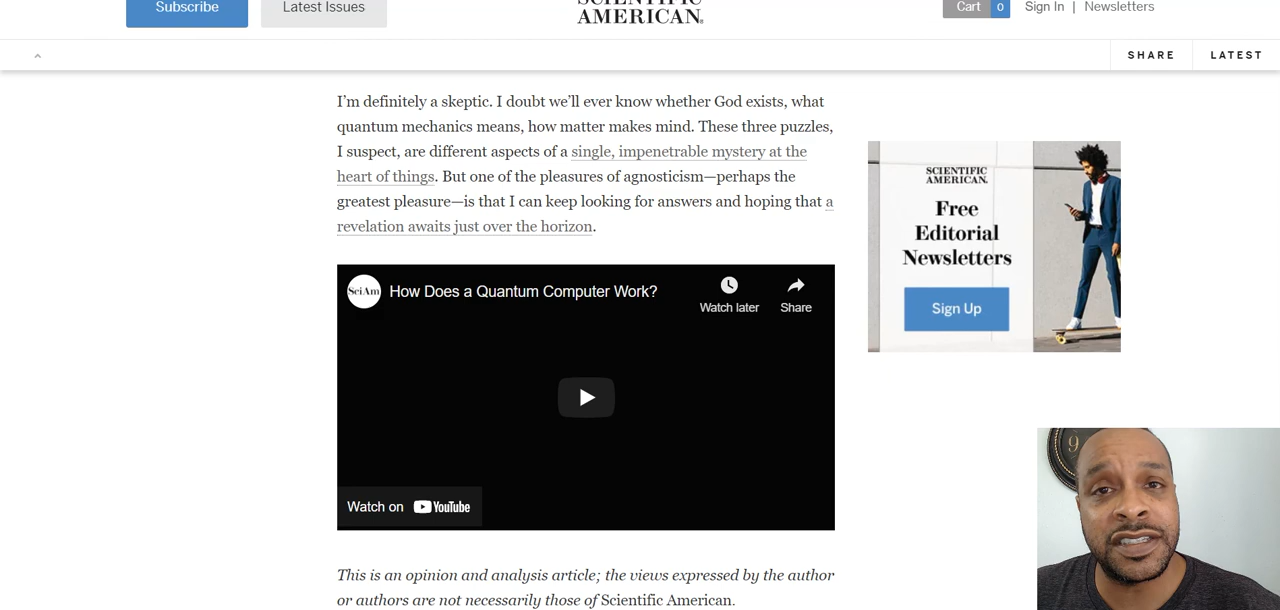 Subscribe
Latest Issues
SCIENTIFIC
AMERICAN®
Cart 0 Sign In | Newsletters
SHARE LATEST
I'm definitely a skeptic. I doubt we'll ever know whether God exists, what
quantum mechanics means, how matter makes mind. These three puzzles,
I suspect, are different aspects of a single, impenetrable mystery at the
heart of things. But one of the pleasures of agnosticism—perhaps the
greatest pleasure—is that I can keep looking for answers and hoping that a
revelation awaits just over the horizon.
SciAm How Does a Quantum Computer Work?
Watch later
Share
Watch on YouTube
This is an opinion and analysis article; the views expressed by the author
or authors are not necessarily those of Scientific American.
SCIENTIFIC
AMERICAN.
Free
Editorial
Newsletters
Sign Up
9